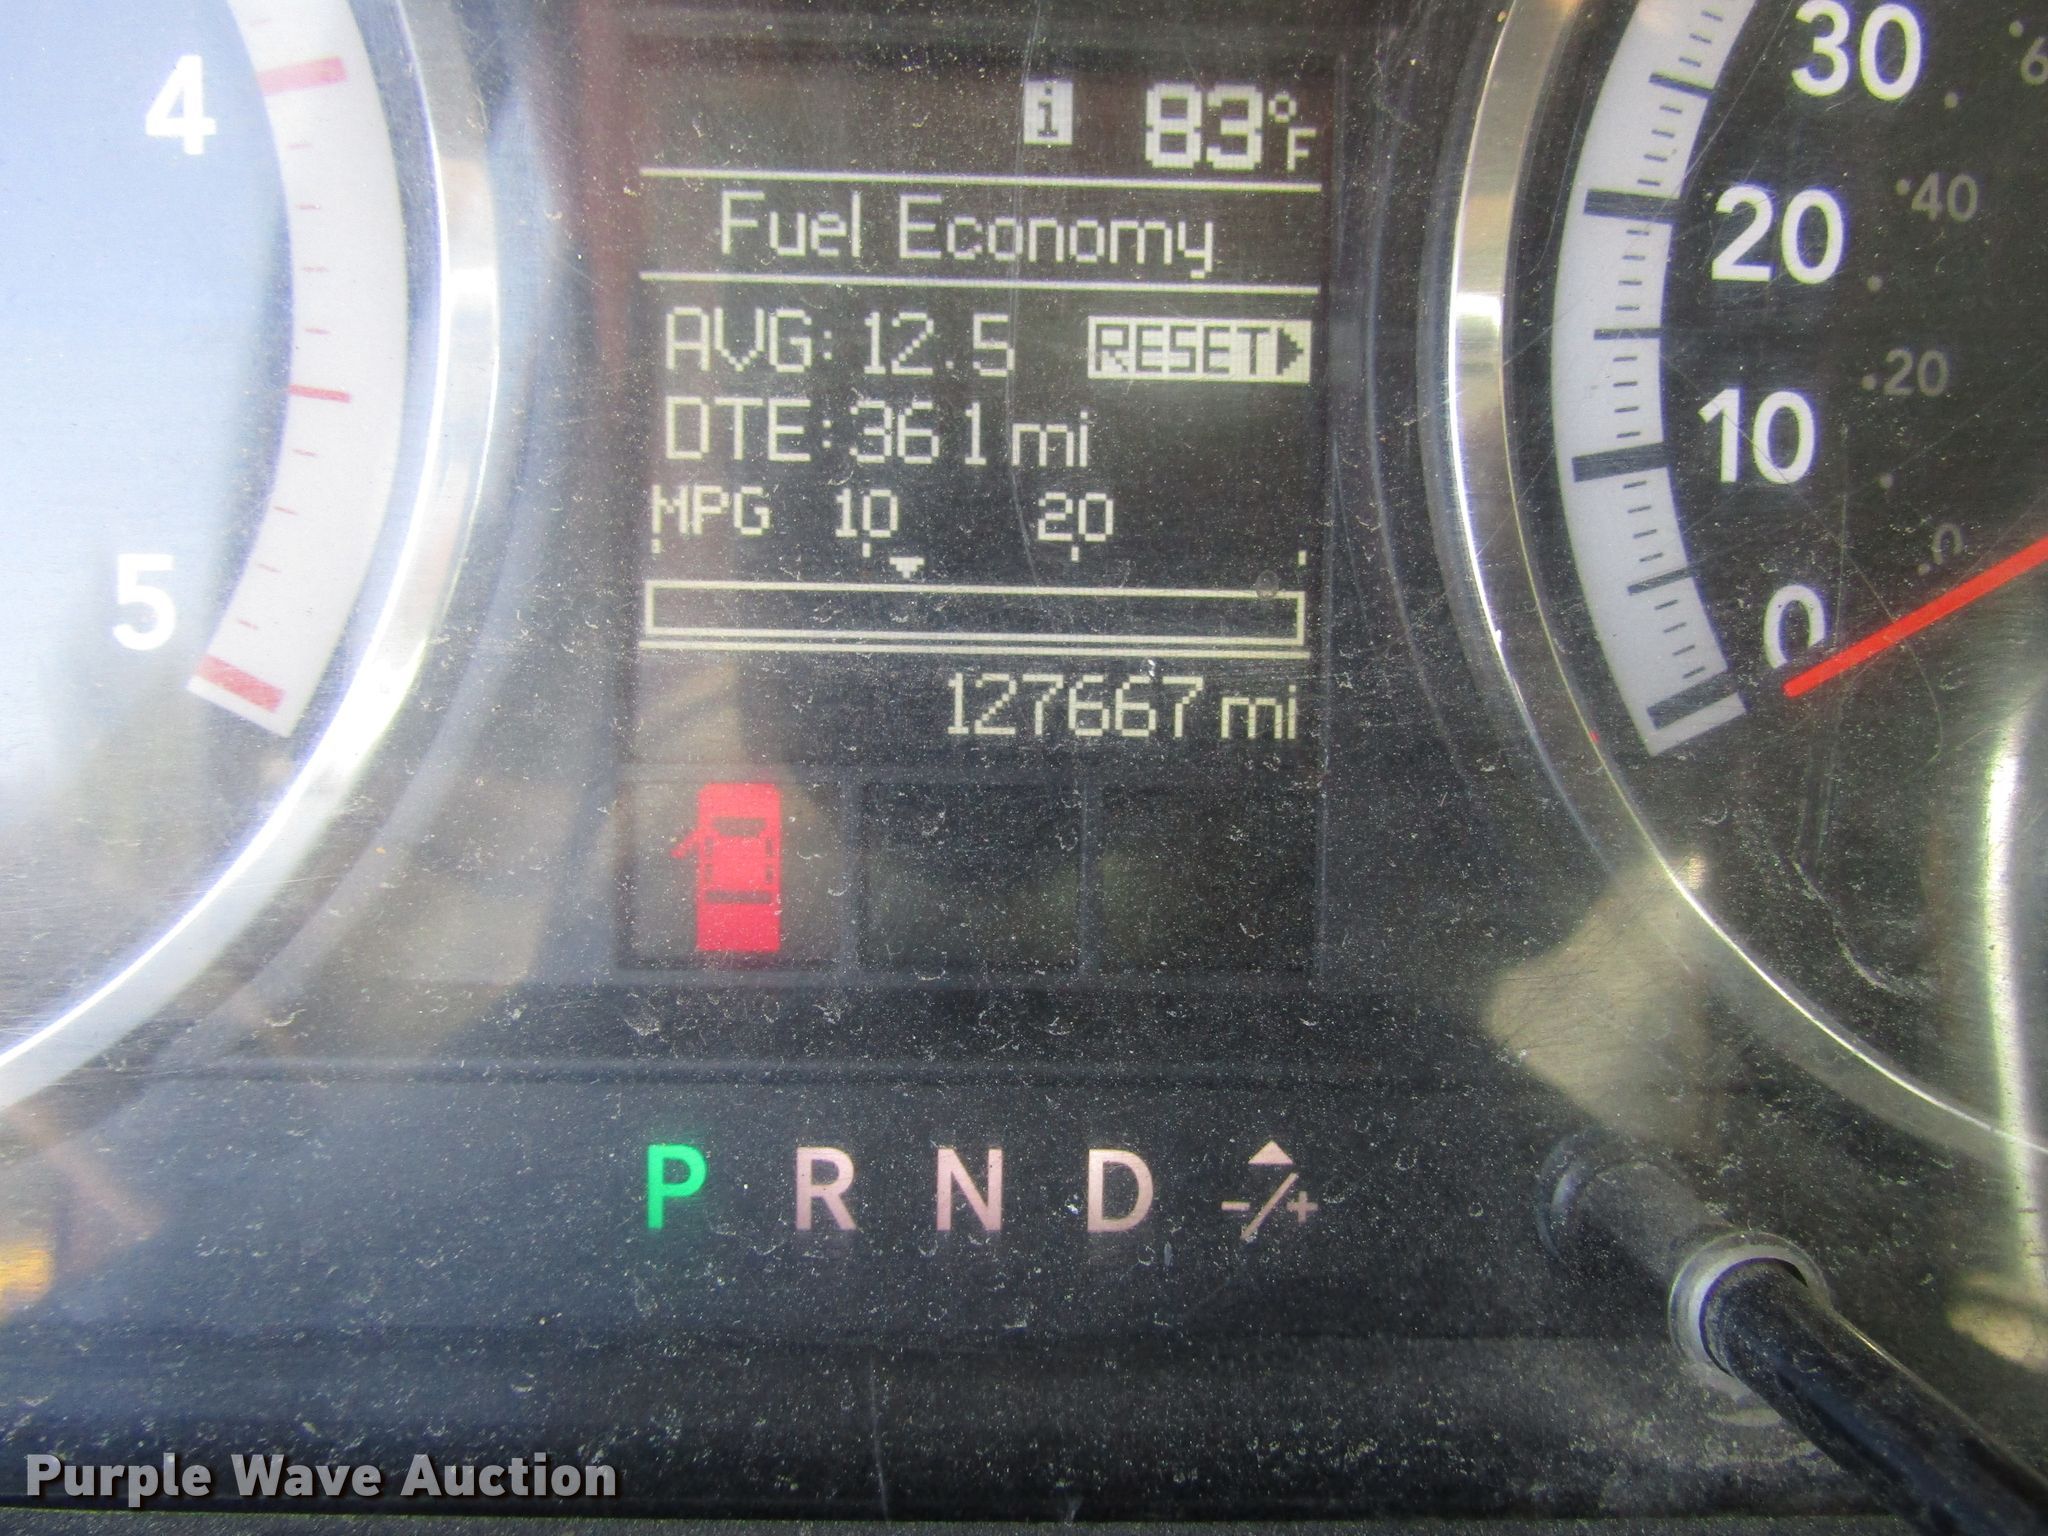 4
5
i 83°F
Fuel Economy
AVG: 12.5 RESET
DTE: 361 mi
MPG 10 20
127667 mi
P R N D -/+
30
20
10
0
40
20
0
Purple Wave Auction